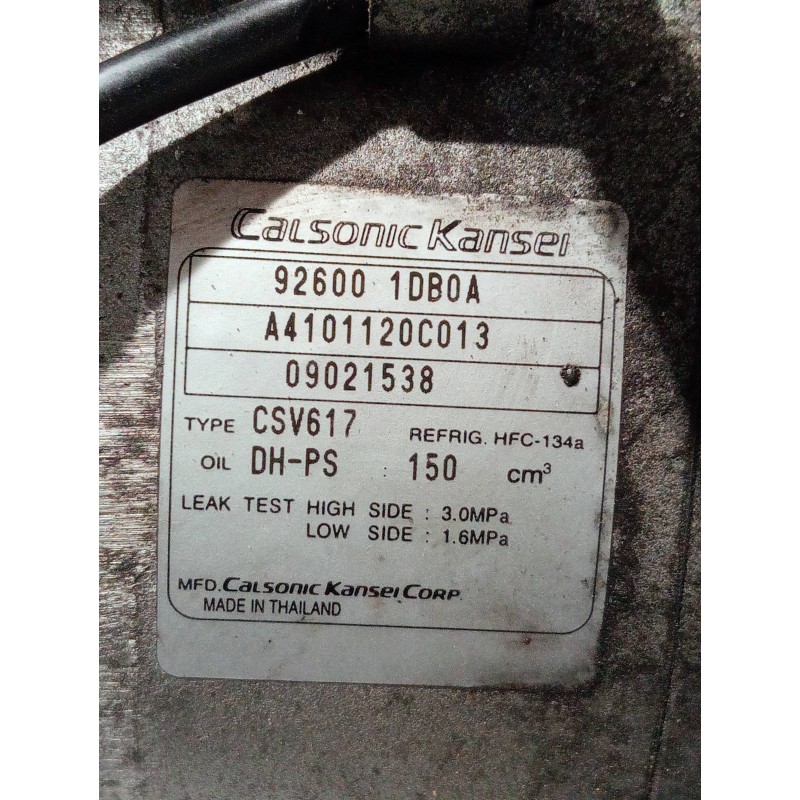 Calsonic Kansei
92600 1DB0A
A4101120C013
09021538
TYPE CSV617 REFRIG. HFC-134a
OIL DH-PS : 150 cm³
LEAK TEST HIGH SIDE : 3.0MPa
LOW SIDE : 1.6MPa
MFD. Calsonic Kansei CORP.
MADE IN THAILAND